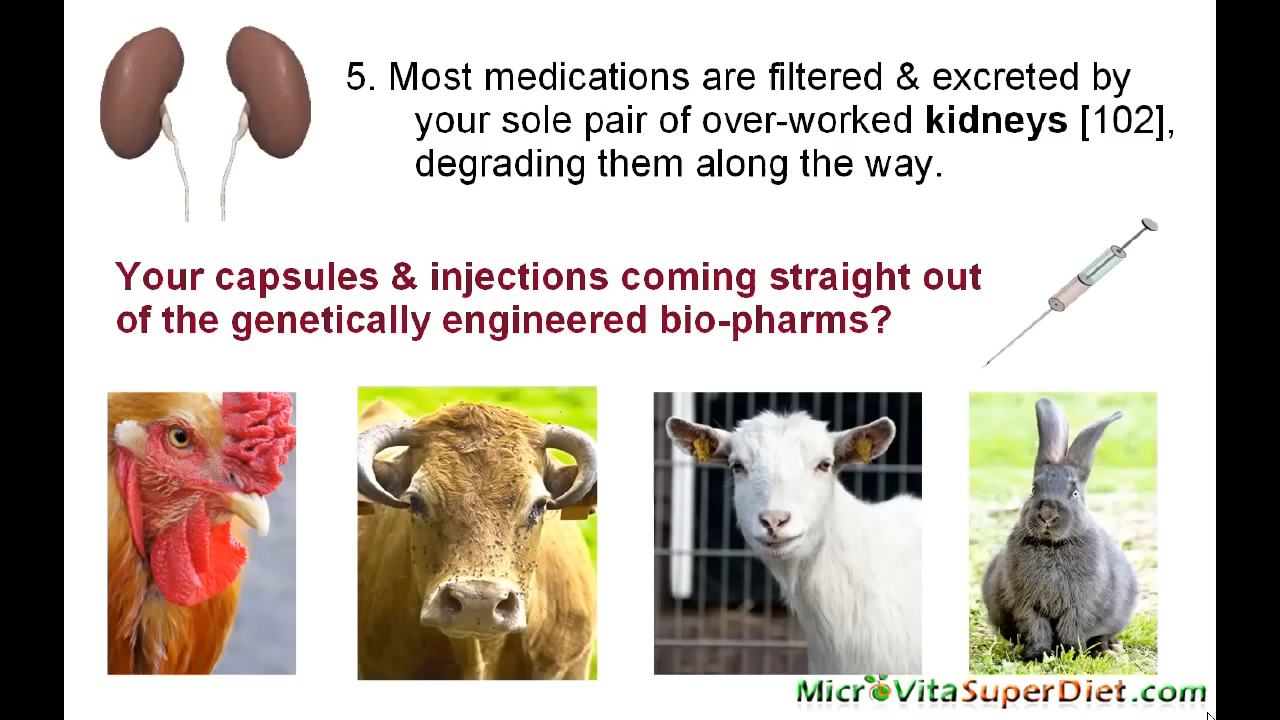 5. Most medications are filtered & excreted by
your sole pair of over-worked kidneys [102],
degrading them along the way.
Your capsules & injections coming straight out
of the genetically engineered bio-pharms?
MicroVitaSuperDiet.com